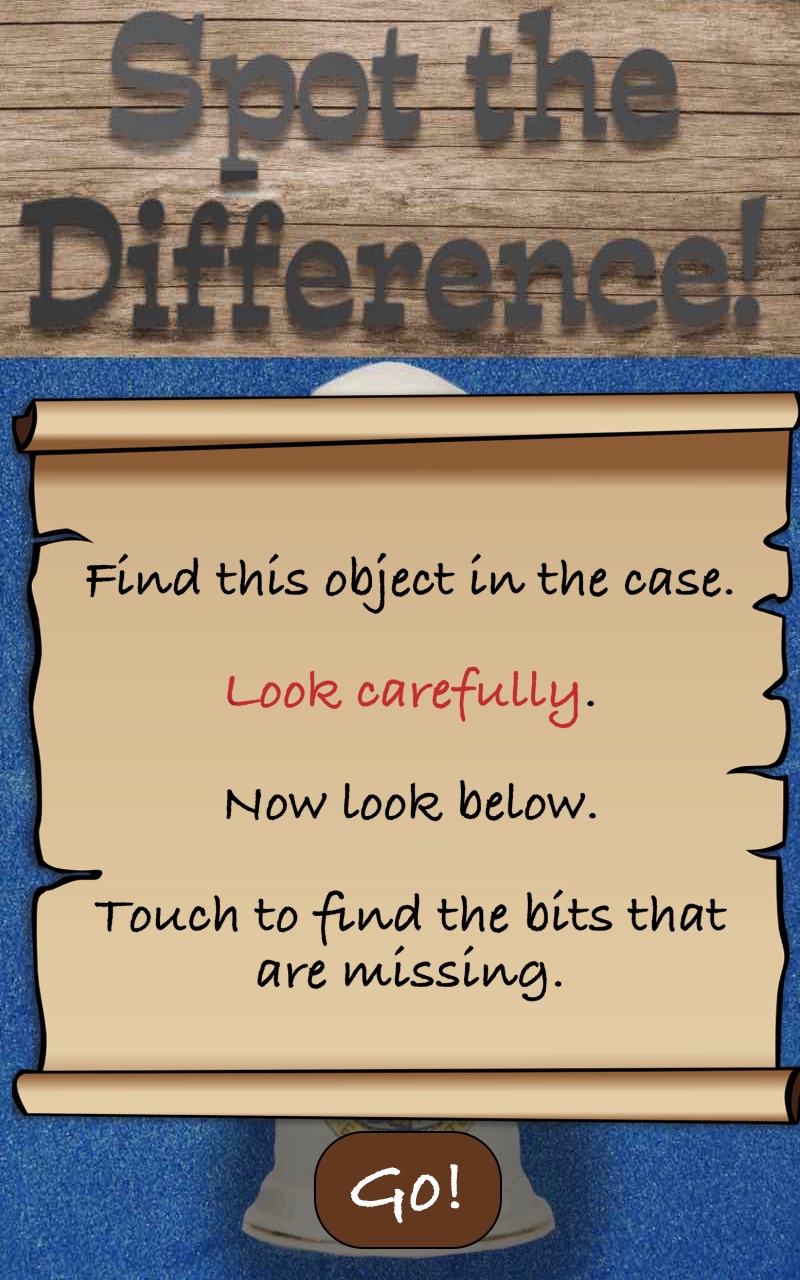 Spot the
Difference!
Find this object in the case.
Look carefully.
Now look below.
Touch to find the bits that
are missing.
Go!